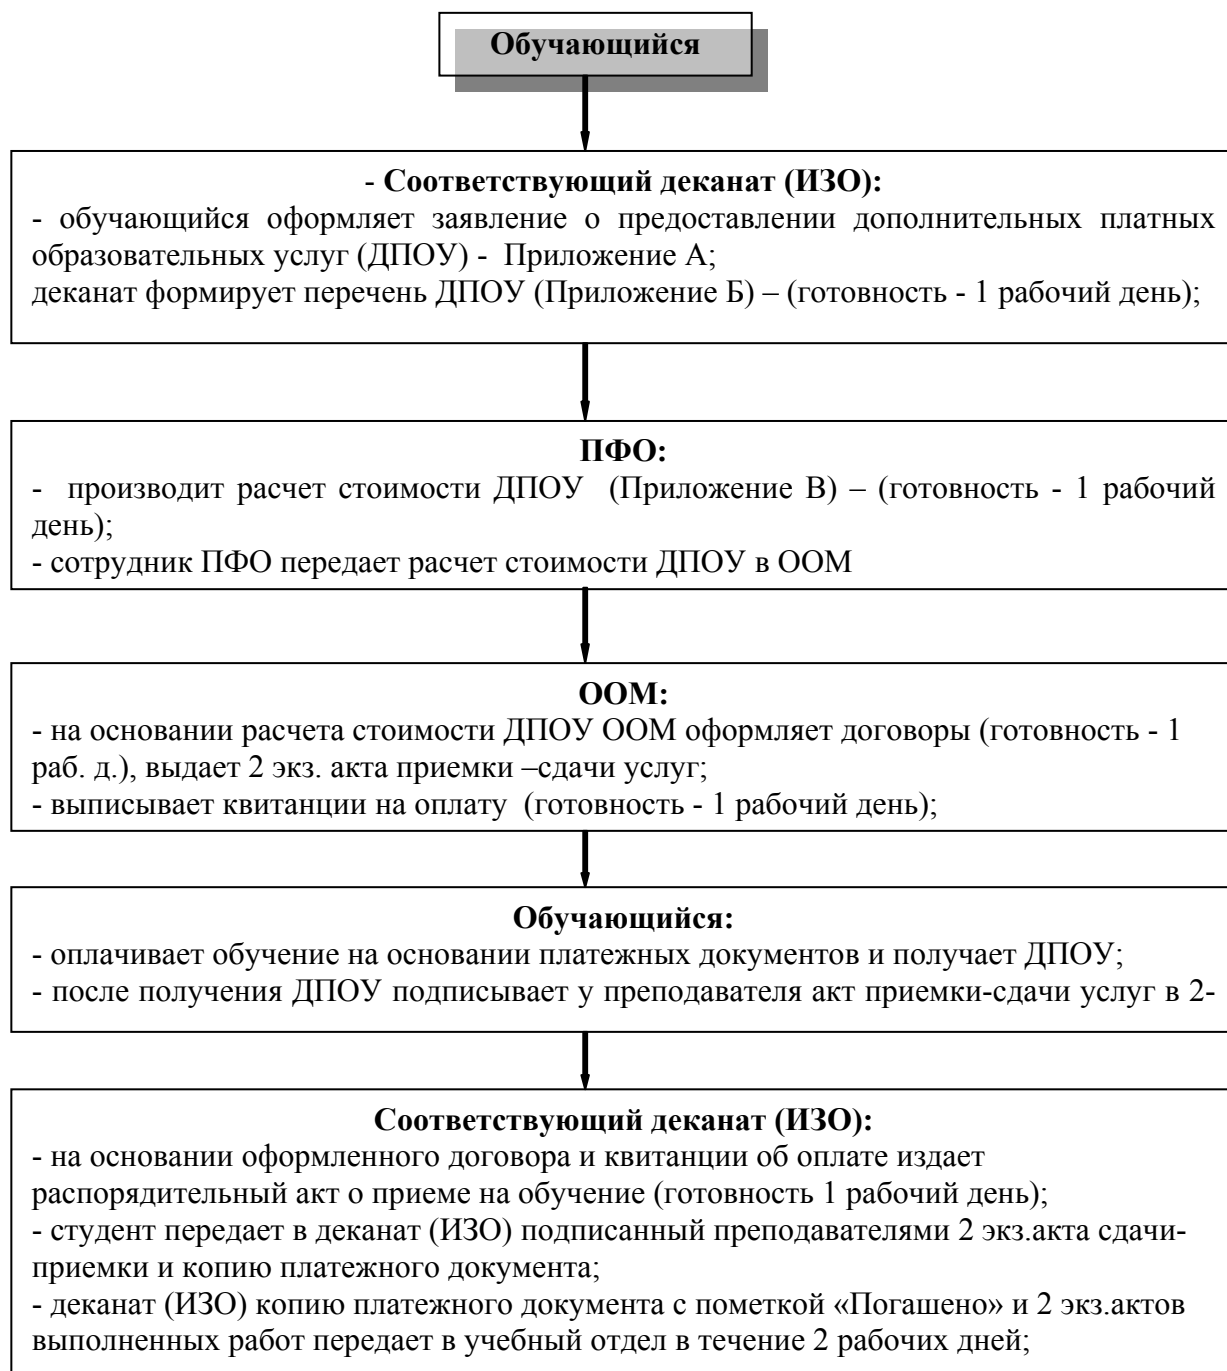 Обучающийся
- Соответствующий деканат (ИЗО):
- обучающийся оформляет заявление о предоставлении дополнительных платных
образовательных услуг (ДПОУ) - Приложение А;
деканат формирует перечень ДПОУ (Приложение Б) – (готовность - 1 рабочий день);
ПФО:
- производит расчет стоимости ДПОУ (Приложение В) – (готовность - 1 рабочий
день);
- сотрудник ПФО передает расчет стоимости ДПОУ в ООМ
ООМ:
- на основании расчета стоимости ДПОУ ООМ оформляет договоры (готовность - 1
раб. д.), выдает 2 экз. акта приемки –сдачи услуг;
- выписывает квитанции на оплату (готовность - 1 рабочий день);
Обучающийся:
- оплачивает обучение на основании платежных документов и получает ДПОУ;
- после получения ДПОУ подписывает у преподавателя акт приемки-сдачи услуг в 2-
Соответствующий деканат (ИЗО):
- на основании оформленного договора и квитанции об оплате издает
распорядительный акт о приеме на обучение (готовность 1 рабочий день);
- студент передает в деканат (ИЗО) подписанный преподавателями 2 экз.акта сдачи-
приемки и копию платежного документа;
- деканат (ИЗО) копию платежного документа с пометкой «Погашено» и 2 экз.актов
выполненных работ передает в учебный отдел в течение 2 рабочих дней;